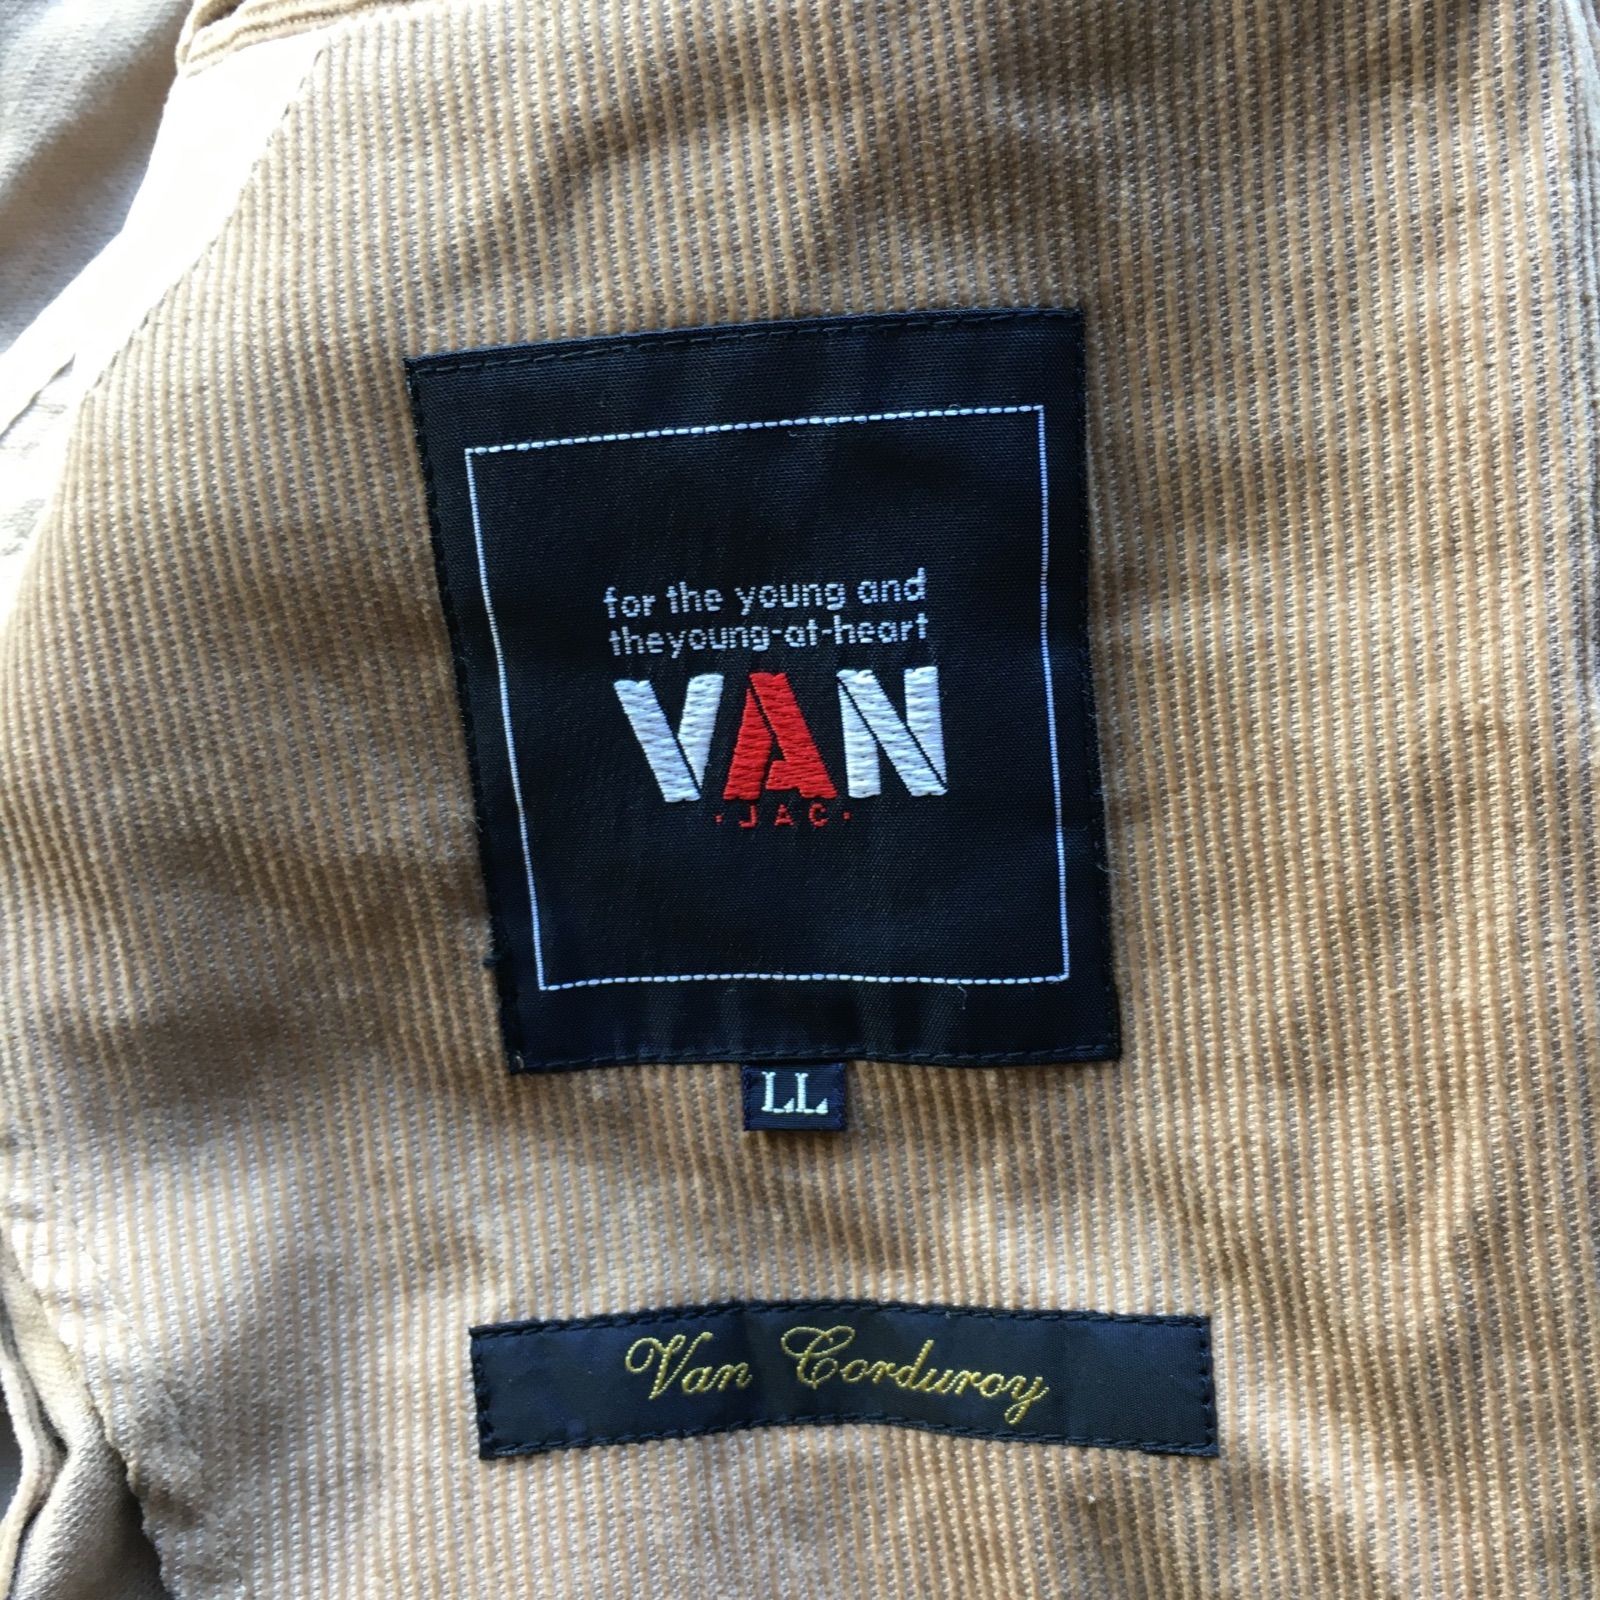 for the young and
theyoung-at-heart
VAN
·JAC·
LL
Van Corduroy